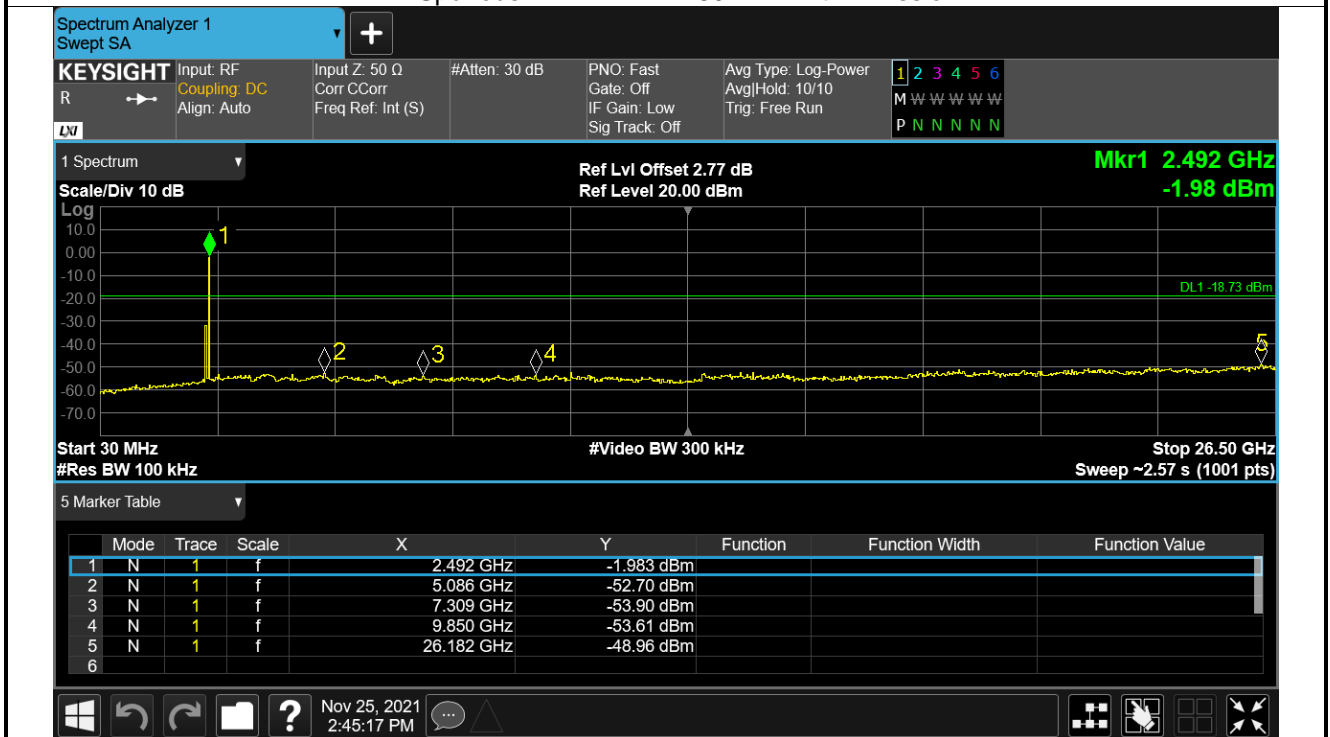 Spectrum Analyzer 1
Swept SA
KEYSIGHT Input: RF Input Z: 50 Ω #Atten: 30 dB PNO: Fast Avg Type: Log-Power 1 2 3 4 5 6
R Coupling: DC Corr CCorr Gate: Off Avg|Hold: 10/10 M W W W W W
Align: Auto Freq Ref: Int (S) IF Gain: Low Trig: Free Run
LXI Sig Track: Off P N N N N N
1 Spectrum Ref Lvl Offset 2.77 dB Mkr1 2.492 GHz
Scale/Div 10 dB Ref Level 20.00 dBm -1.98 dBm
Log
10.0
1
0.00
-10.0
DL1 -18.73 dBm
-20.0
-30.0
-40.0
2 3 4 5
-50.0
-60.0
-70.0
Start 30 MHz #Video BW 300 kHz Stop 26.50 GHz
#Res BW 100 kHz Sweep ~2.57 s (1001 pts)
5 Marker Table
Mode Trace Scale X Y Function Function Width Function Value
1 N 1 f 2.492 GHz -1.983 dBm
2 N 1 f 5.086 GHz -52.70 dBm
3 N 1 f 7.309 GHz -53.90 dBm
4 N 1 f 9.850 GHz -53.61 dBm
5 N 1 f 26.182 GHz -48.96 dBm
6
? Nov 25, 2021
2:45:17 PM